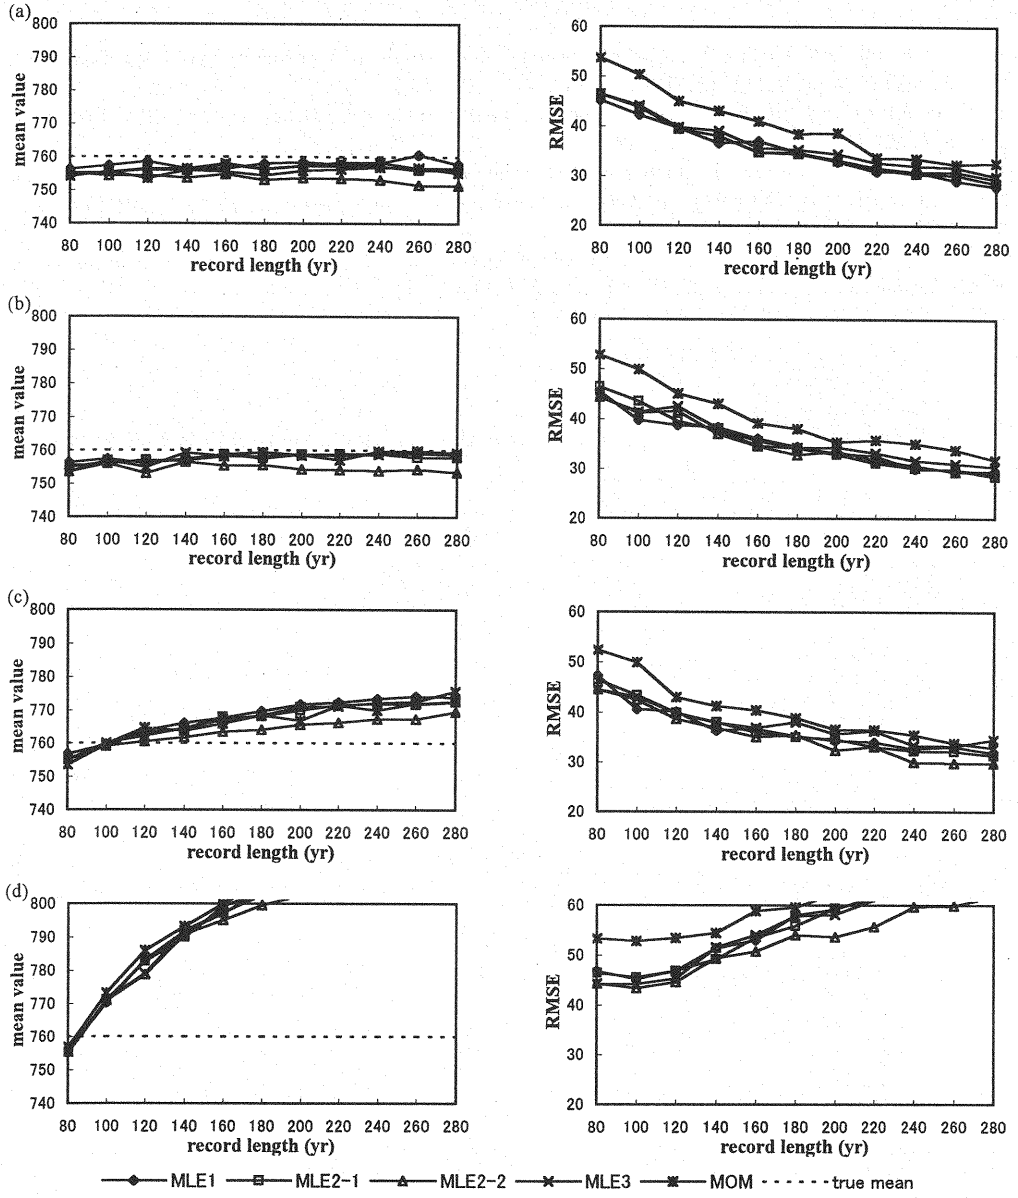 (a)
800
790
780
770
760
750
740
mean value
80 100 120 140 160 180 200 220 240 260 280
record length (yr)
60
50
40
30
20
RMSE
80 100 120 140 160 180 200 220 240 260 280
record length (yr)
(b)
800
790
780
770
760
750
740
mean value
80 100 120 140 160 180 200 220 240 260 280
record length (yr)
60
50
40
30
20
RMSE
80 100 120 140 160 180 200 220 240 260 280
record length (yr)
(c)
800
790
780
770
760
750
740
mean value
80 100 120 140 160 180 200 220 240 260 280
record length (yr)
60
50
40
30
20
RMSE
80 100 120 140 160 180 200 220 240 260 280
record length (yr)
(d)
800
790
780
770
760
750
740
mean value
80 100 120 140 160 180 200 220 240 260 280
record length (yr)
60
50
40
30
20
RMSE
80 100 120 140 160 180 200 220 240 260 280
record length (yr)
MLE1 MLE2-1 MLE2-2 MLE3 MOM true mean